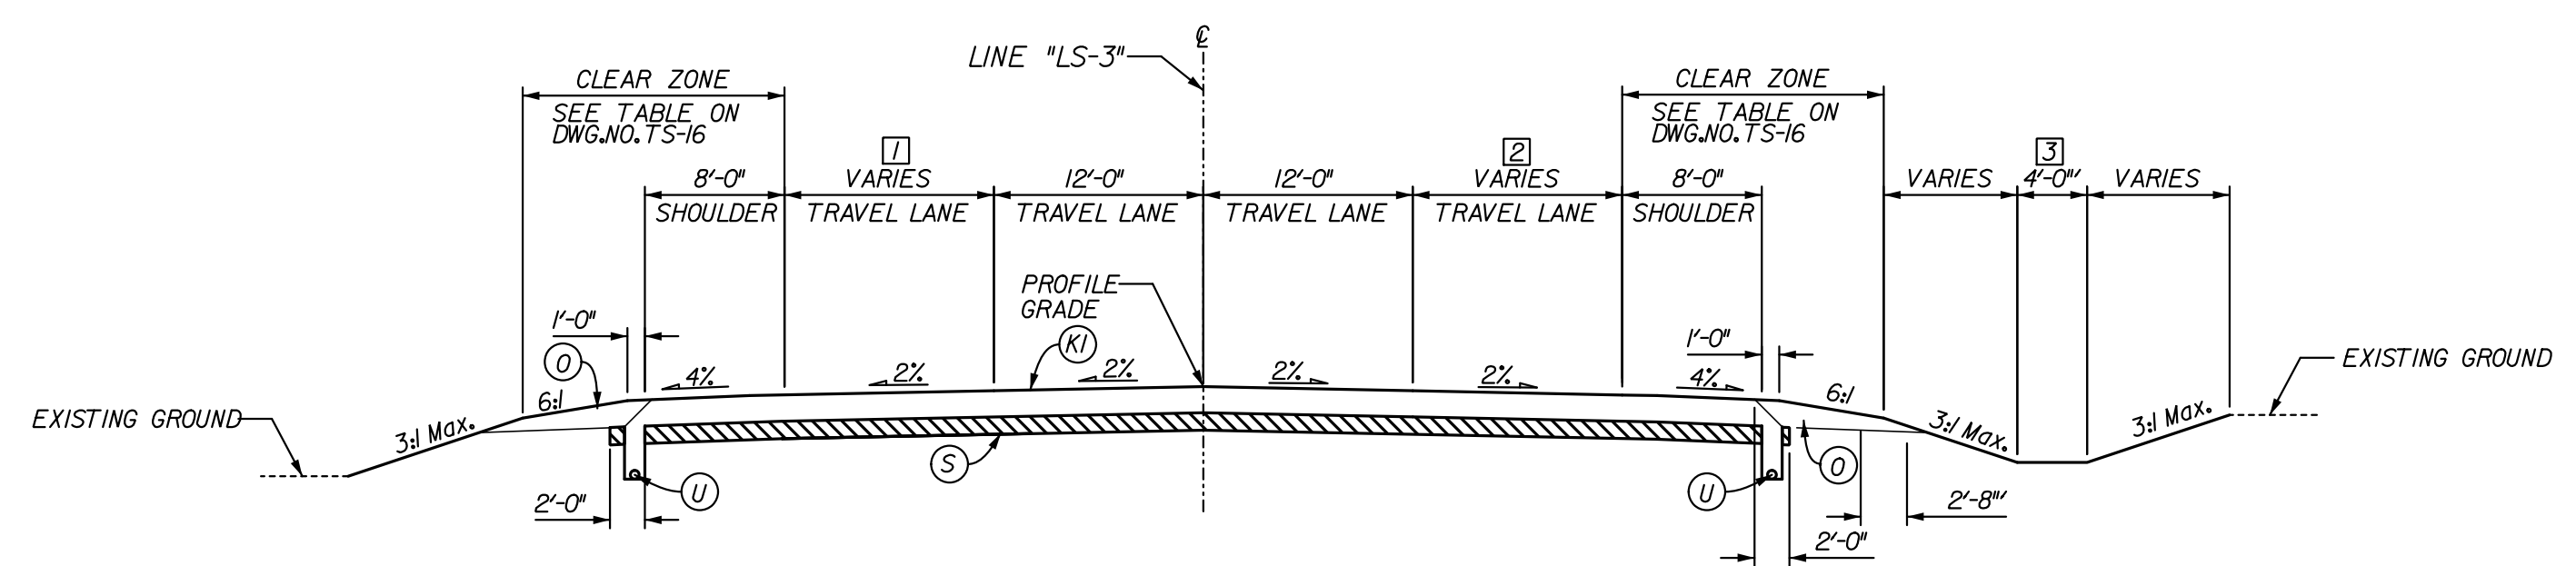 ℄
LINE "LS-3"
CLEAR ZONE
SEE TABLE ON
DWG.NO.TS-16
CLEAR ZONE
SEE TABLE ON
DWG.NO.TS-16
1
2
3
8'-0" VARIES 12'-0" 12'-0" VARIES 8'-0" VARIES 4'-0"' VARIES
SHOULDER TRAVEL LANE TRAVEL LANE TRAVEL LANE TRAVEL LANE SHOULDER
PROFILE
GRADE
1'-0"
K1
1'-0"
O
4% 2% 2% 2% 2% 4%
EXISTING GROUND
6:1
6:1
EXISTING GROUND
3:1 Max.
3:1 Max.
3:1 Max.
S
O
U
U
2'-0"
2'-8"'
2'-0"